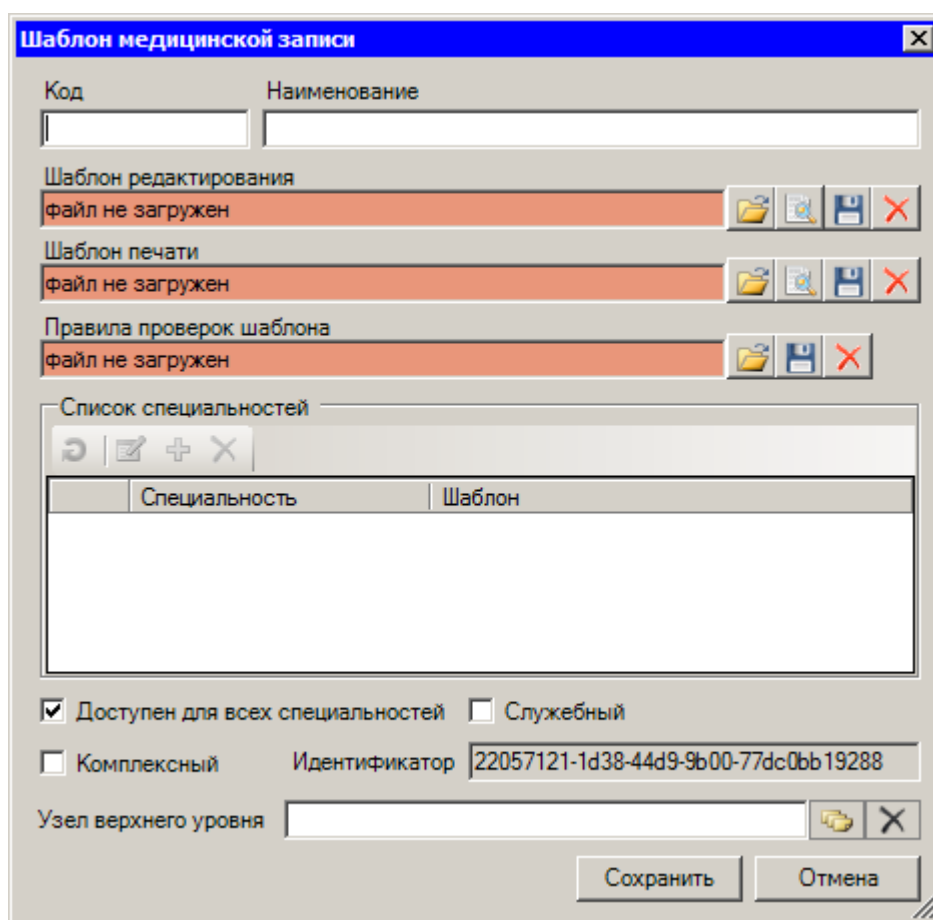 Шаблон медицинской записи
Код Наименование
Шаблон редактирования
файл не загружен
Шаблон печати
файл не загружен
Правила проверок шаблона
файл не загружен
Список специальностей
Специальность Шаблон
Доступен для всех специальностей Служебный
Комплексный Идентификатор 22057121-1d38-44d9-9b00-77dc0bb19288
Узел верхнего уровня
Сохранить Отмена